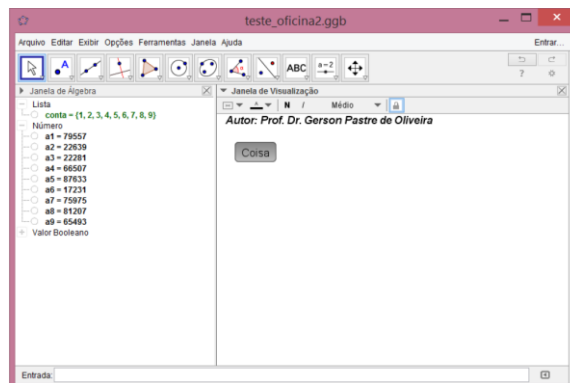 teste_oficina2.ggb
Arquivo Editar Exibir Opções Ferramentas Janela Ajuda Entrar...
ABC a=2
Janela de Álgebra
Janela de Visualização
N I Médio
Lista
conta = {1, 2, 3, 4, 5, 6, 7, 8, 9}
Número
a1 = 79557
a2 = 22639
a3 = 22281
a4 = 66507
a5 = 87633
a6 = 17231
a7 = 75975
a8 = 81207
a9 = 65493
Valor Booleano
Autor: Prof. Dr. Gerson Pastre de Oliveira
Coisa
Entrada: